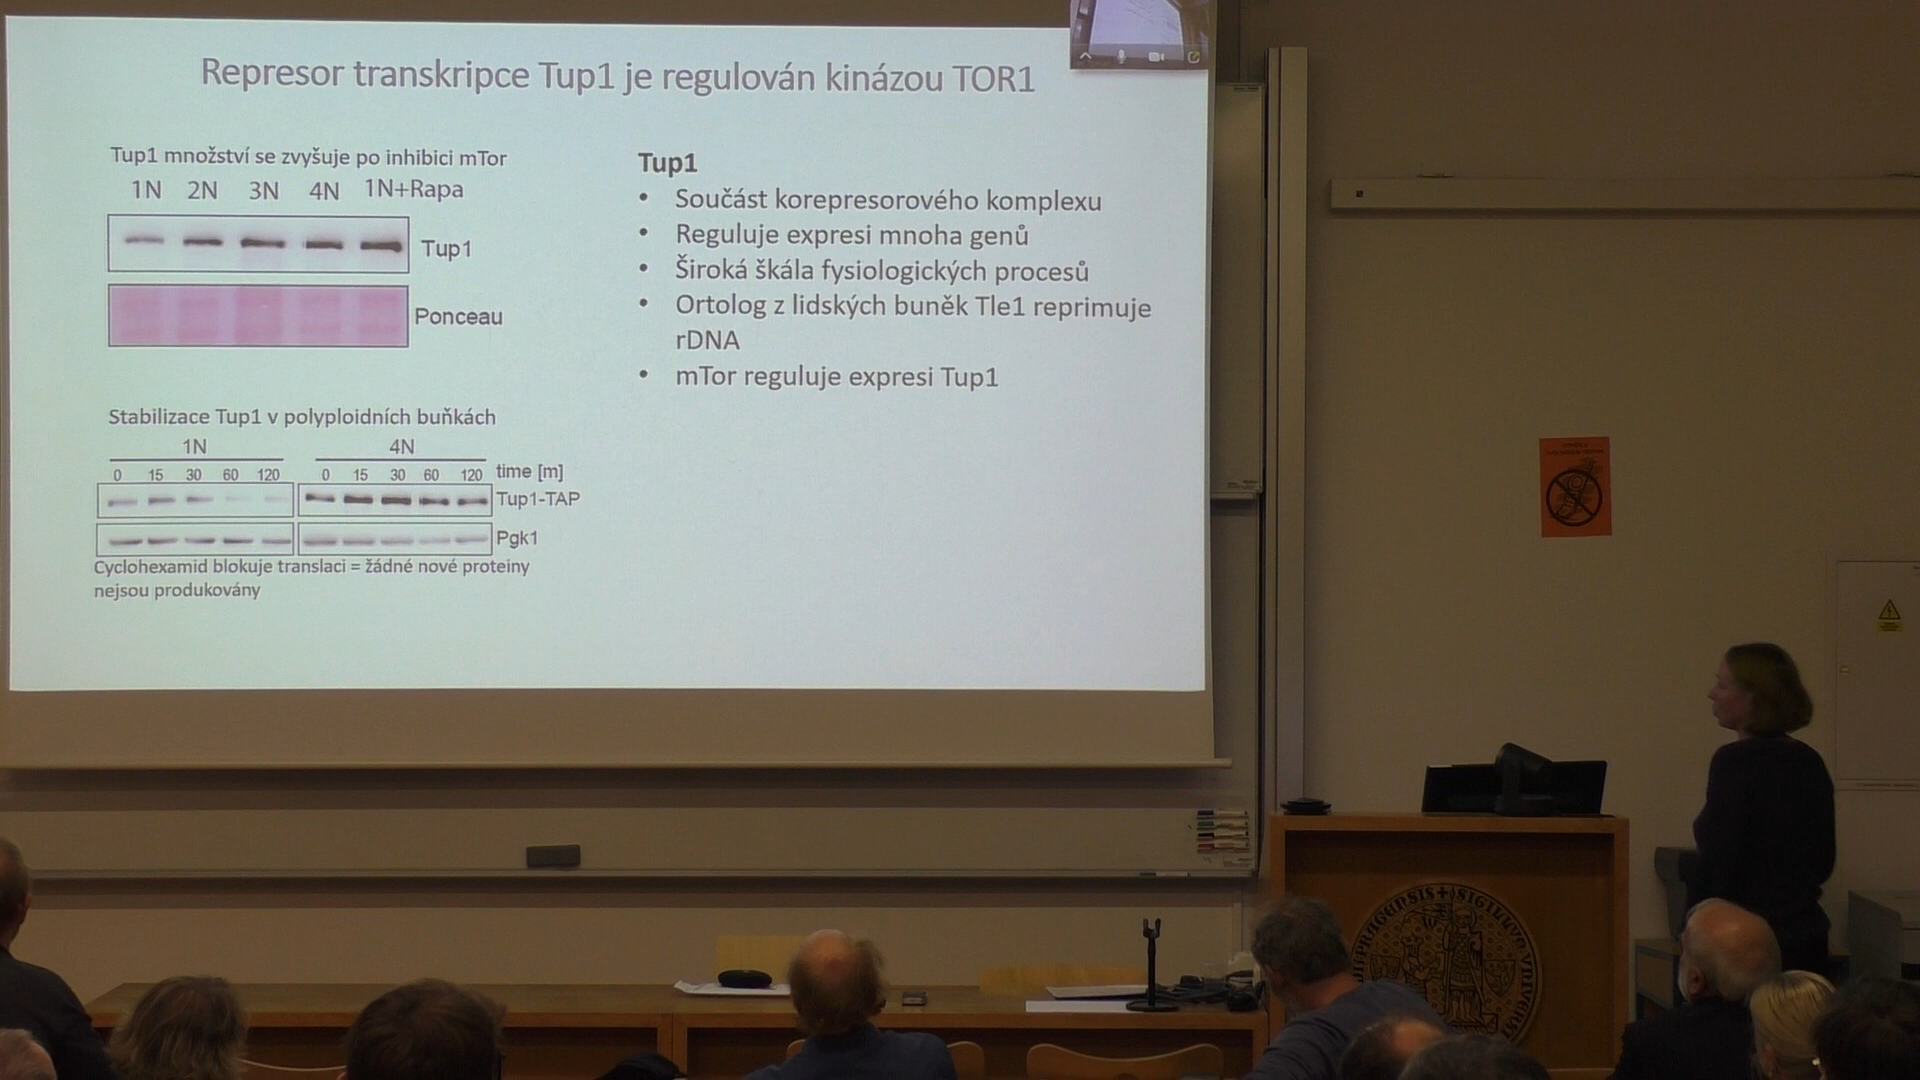 Represor transkripce Tup1 je regulován kinázou TOR1
Tup1 množství se zvyšuje po inhibici mTor
1N 2N 3N 4N 1N+Rapa
Tup1
Ponceau
Stabilizace Tup1 v polyploidních buňkách
1N 4N
0 15 30 60 120 0 15 30 60 120 time [m]
Tup1-TAP
Pgk1
Cyclohexamid blokuje translaci = žádné nové proteiny
nejsou produkovány
Tup1
• Součást korepresorového komplexu
• Reguluje expresi mnoha genů
• Široká škála fysiologických procesů
• Ortolog z lidských buněk Tle1 reprimuje
rDNA
• mTor reguluje expresi Tup1